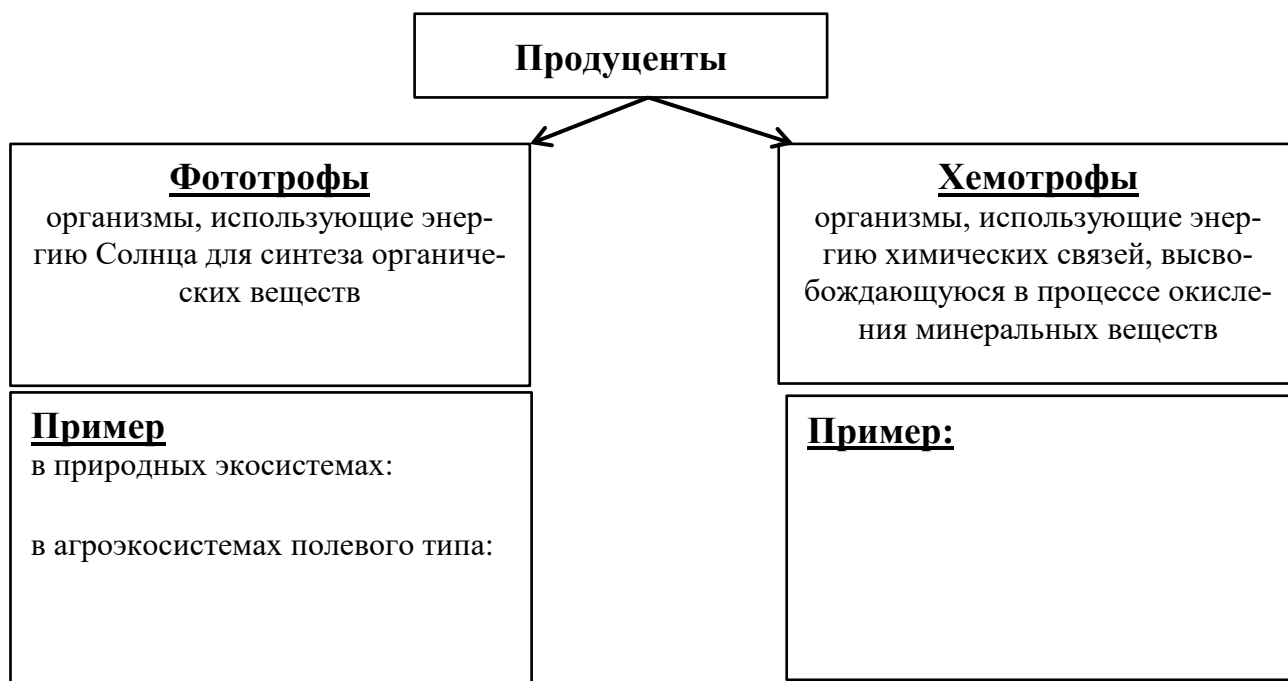 Продуценты
Фототрофы
организмы, использующие энер-
гию Солнца для синтеза органиче-
ских веществ
Хемотрофы
организмы, использующие энер-
гию химических связей, высво-
бождающуюся в процессе окисле-
ния минеральных веществ
Пример
в природных экосистемах:
в агроэкосистемах полевого типа:
Пример: